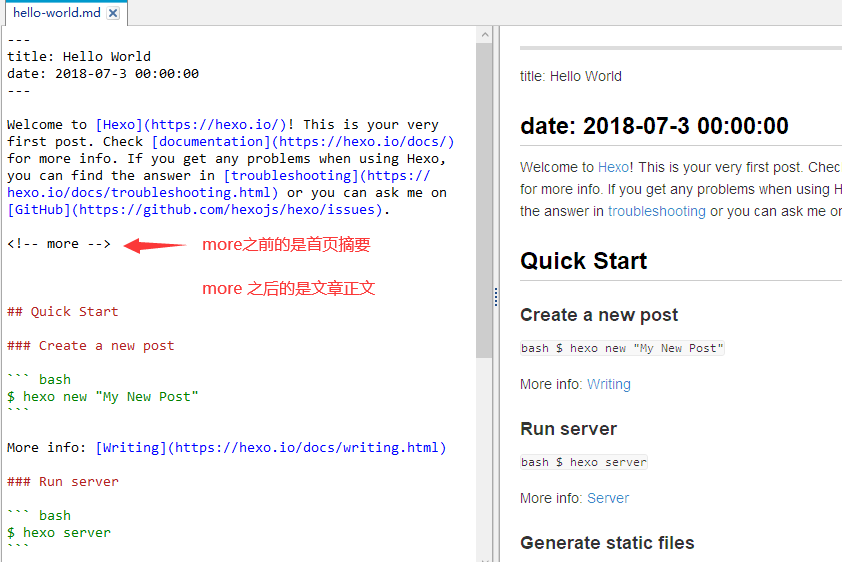 hello-world.md
---
title: Hello World
date: 2018-07-3 00:00:00
---
Welcome to [Hexo](https://hexo.io/)! This is your very
first post. Check [documentation](https://hexo.io/docs/)
for more info. If you get any problems when using Hexo,
you can find the answer in [troubleshooting](https://
hexo.io/docs/troubleshooting.html) or you can ask me on
[GitHub](https://github.com/hexojs/hexo/issues).
<!-- more -->
more之前的是首页摘要
more 之后的是文章正文
## Quick Start
### Create a new post
``` bash
$ hexo new "My New Post"
```
More info: [Writing](https://hexo.io/docs/writing.html)
### Run server
``` bash
$ hexo server
```
title: Hello World
date: 2018-07-3 00:00:00
Welcome to Hexo! This is your very first post. Chec
for more info. If you get any problems when using H
the answer in troubleshooting or you can ask me or
Quick Start
Create a new post
bash $ hexo new "My New Post"
More info: Writing
Run server
bash $ hexo server
More info: Server
Generate static files